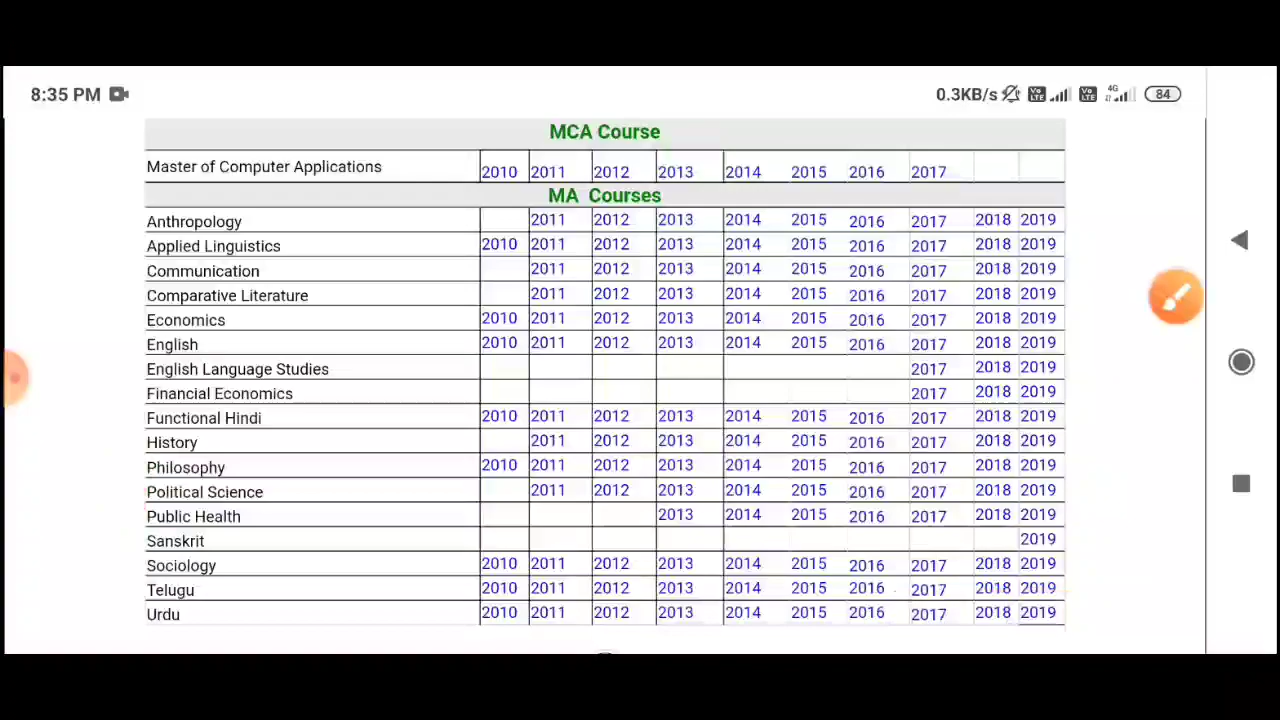 8:35 PM 0.3KB/s Vo LTE Vo LTE 4G 84
MCA Course
Master of Computer Applications 2010 2011 2012 2013 2014 2015 2016 2017
MA Courses
Anthropology 2011 2012 2013 2014 2015 2016 2017 2018 2019
Applied Linguistics 2010 2011 2012 2013 2014 2015 2016 2017 2018 2019
Communication 2011 2012 2013 2014 2015 2016 2017 2018 2019
Comparative Literature 2011 2012 2013 2014 2015 2016 2017 2018 2019
Economics 2010 2011 2012 2013 2014 2015 2016 2017 2018 2019
English 2010 2011 2012 2013 2014 2015 2016 2017 2018 2019
English Language Studies 2017 2018 2019
Financial Economics 2017 2018 2019
Functional Hindi 2010 2011 2012 2013 2014 2015 2016 2017 2018 2019
History 2011 2012 2013 2014 2015 2016 2017 2018 2019
Philosophy 2010 2011 2012 2013 2014 2015 2016 2017 2018 2019
Political Science 2011 2012 2013 2014 2015 2016 2017 2018 2019
Public Health 2013 2014 2015 2016 2017 2018 2019
Sanskrit 2019
Sociology 2010 2011 2012 2013 2014 2015 2016 2017 2018 2019
Telugu 2010 2011 2012 2013 2014 2015 2016 2017 2018 2019
Urdu 2010 2011 2012 2013 2014 2015 2016 2017 2018 2019